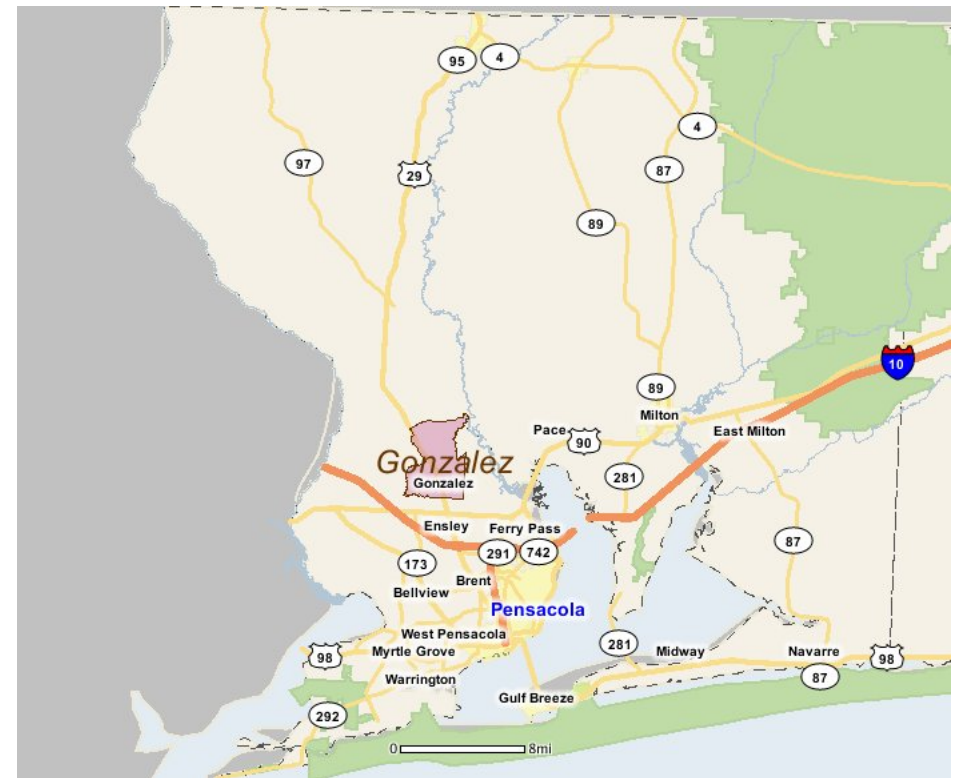 95
4
4
97
87
29
89
10
89
Milton
Pace
East Milton
90
Gonzalez
281
Gonzalez
Ensley
Ferry Pass
87
291
742
173
Brent
Bellview
Pensacola
West Pensacola
281
Myrtle Grove
Midway
Navarre
98
98
Warrington
87
Gulf Breeze
292
0
8mi